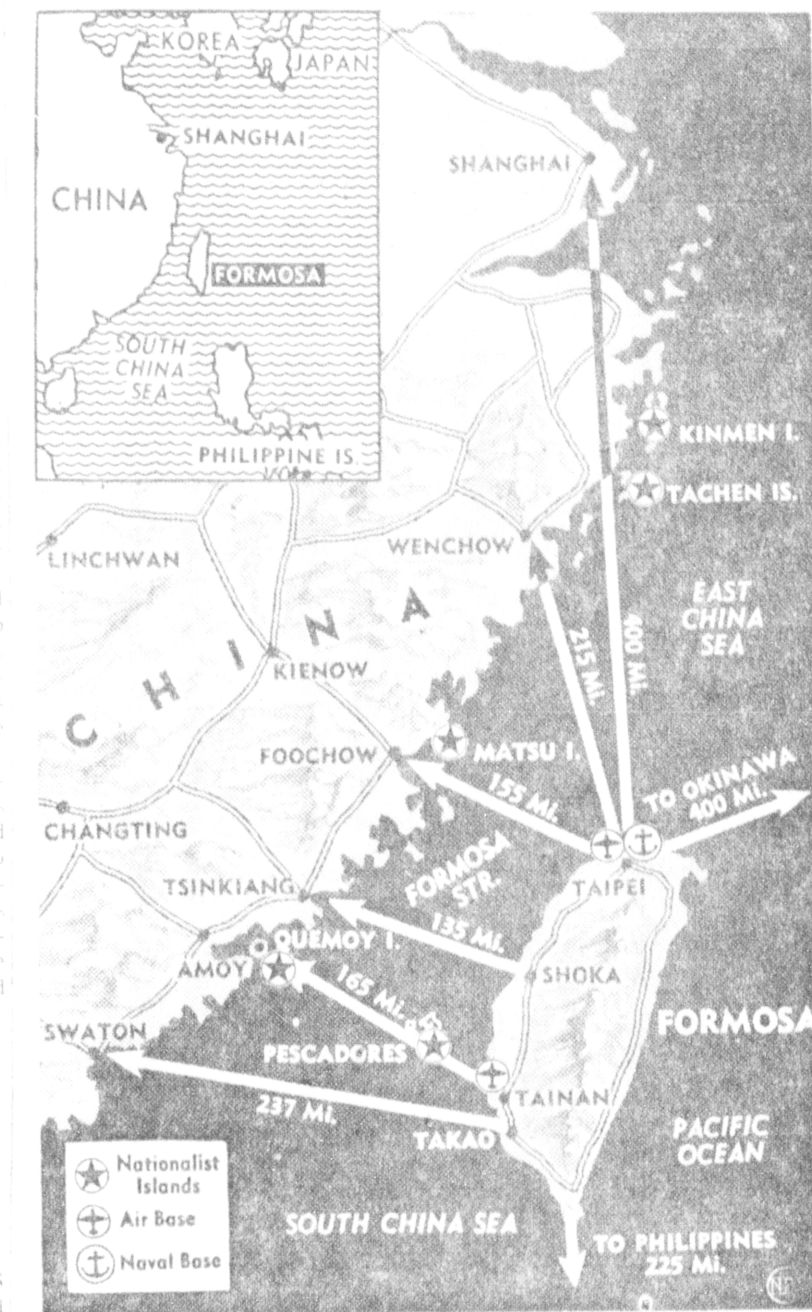 KOREA
JAPAN
SHANGHAI
CHINA
FORMOSA
SOUTH
CHINA
SEA
PHILIPPINE IS.
SHANGHAI
KINMEN I.
TACHEN IS.
LINCHWAN
WENCHOW
EAST
CHINA
SEA
CHINA
215 Mi.
400 Mi.
KIENOW
FOOCHOW
MATSU I.
155 Mi.
TO OKINAWA
400 Mi.
CHANGTING
FORMOSA
STR.
TAIPEI
TSINKIANG
135 Mi.
QUEMOY I.
AMOY
165 Mi.
SHOKA
SWATON
PESCADORES
FORMOSA
237 Mi.
TAINAN
TAKAO
PACIFIC
OCEAN
Nationalist
Islands
Air Base
Naval Base
SOUTH CHINA SEA
TO PHILIPPINES
225 Mi.